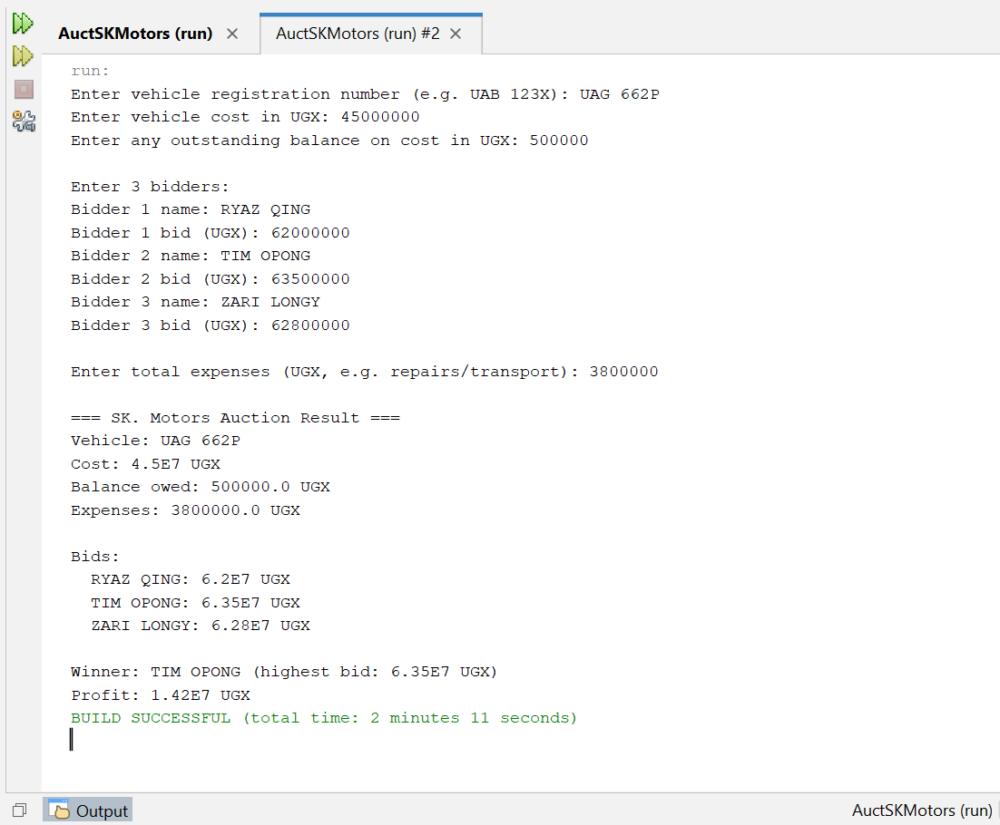 AuctSKMotors (run)
AuctSKMotors (run) #2
run:
Enter vehicle registration number (e.g. UAB 123X): UAG 662P
Enter vehicle cost in UGX: 45000000
Enter any outstanding balance on cost in UGX: 500000
Enter 3 bidders:
Bidder 1 name: RYAZ QING
Bidder 1 bid (UGX): 62000000
Bidder 2 name: TIM OPONG
Bidder 2 bid (UGX): 63500000
Bidder 3 name: ZARI LONGY
Bidder 3 bid (UGX): 62800000
Enter total expenses (UGX, e.g. repairs/transport): 3800000
=== SK. Motors Auction Result ===
Vehicle: UAG 662P
Cost: 4.5E7 UGX
Balance owed: 500000.0 UGX
Expenses: 3800000.0 UGX
Bids:
RYAZ QING: 6.2E7 UGX
TIM OPONG: 6.35E7 UGX
ZARI LONGY: 6.28E7 UGX
Winner: TIM OPONG (highest bid: 6.35E7 UGX)
Profit: 1.42E7 UGX
BUILD SUCCESSFUL (total time: 2 minutes 11 seconds)
Output
AuctSKMotors (run)